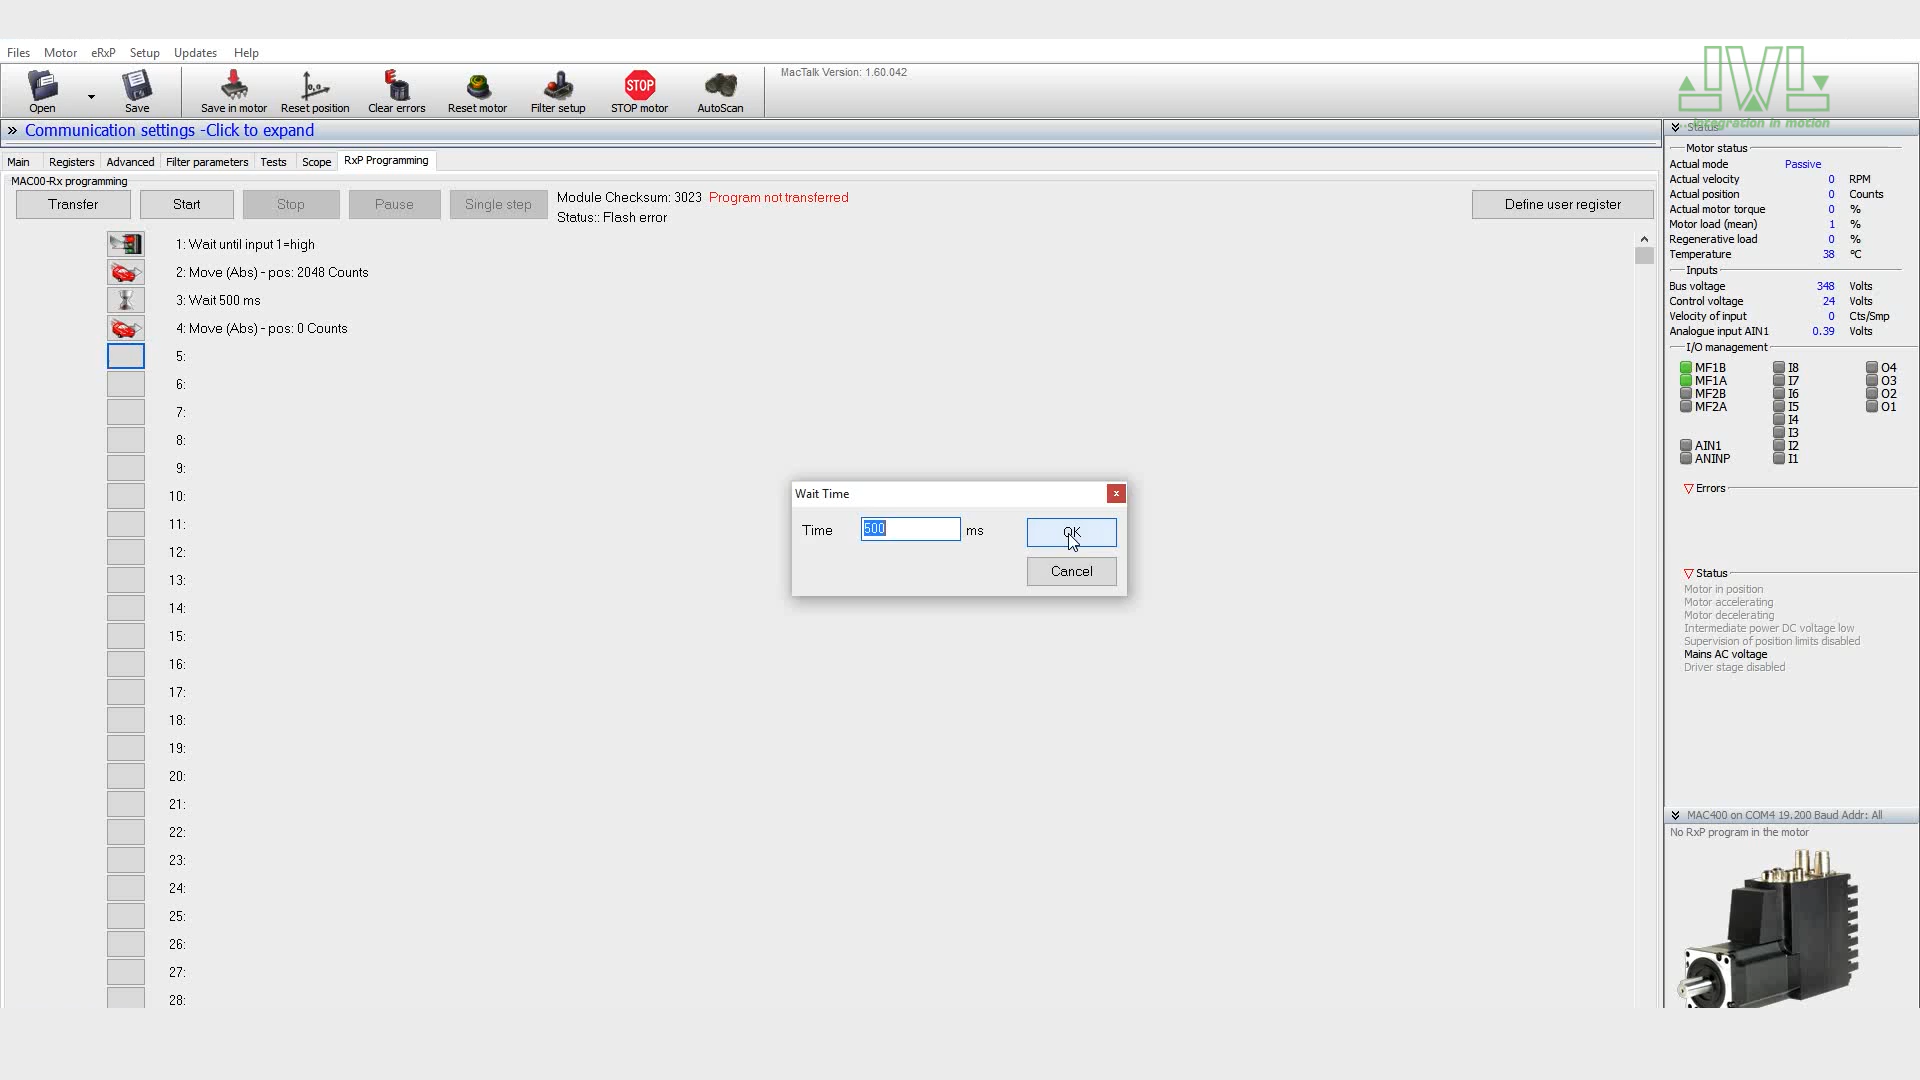 Files Motor eRxP Setup Updates Help
Open Save Save in motor Reset position Clear errors Reset motor Filter setup STOP motor AutoScan
STOP
MacTalk Version: 1.60.042
JVL
...integration in motion
» Communication settings -Click to expand
Main Registers Advanced Filter parameters Tests Scope RxP Programming
MAC00-Rx programming
Transfer Start Stop Pause Single step
Module Checksum: 3023 Program not transferred
Status:: Flash error
Define user register
1: Wait until input 1=high
2: Move (Abs) - pos: 2048 Counts
3: Wait 500 ms
4: Move (Abs) - pos: 0 Counts
5:
6:
7:
8:
9:
10:
11:
12:
13:
14:
15:
16:
17:
18:
19:
20:
21:
22:
23:
24:
25:
26:
27:
28:
Wait Time
Time 500 ms
OK
Cancel
Status
Motor status
Actual mode Passive
Actual velocity 0 RPM
Actual position 0 Counts
Actual motor torque 0 %
Motor load (mean) 1 %
Regenerative load 0 %
Temperature 38 °C
Inputs
Bus voltage 348 Volts
Control voltage 24 Volts
Velocity of input 0 Cts/Smp
Analogue input AIN1 0.39 Volts
I/O management
MF1B I8 O4
MF1A I7 O3
MF2B I6 O2
MF2A I5 O1
I4
I3
AIN1 I2
ANINP I1
Errors
Status
Motor in position
Motor accelerating
Motor decelerating
Intermediate power DC voltage low
Supervision of position limits disabled
Mains AC voltage
Driver stage disabled
MAC400 on COM4 19.200 Baud Addr: All
No RxP program in the motor